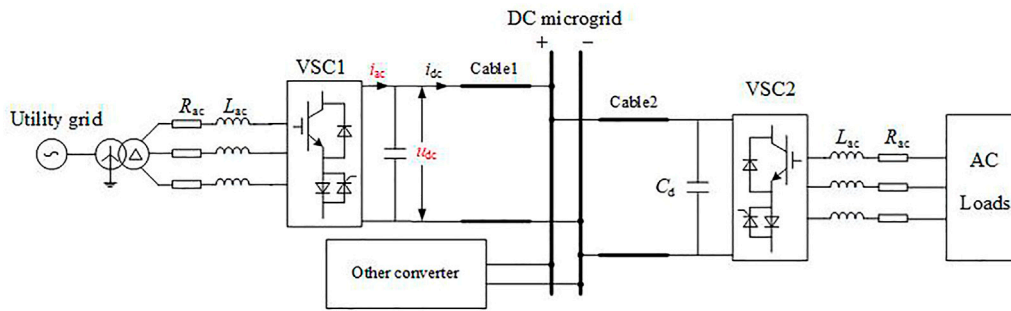 DC microgrid
+ −
VSC1
i_ac
i_dc
Cable1
Utility grid
R_ac
L_ac
u_dc
Cable2
VSC2
C_d
L_ac
R_ac
AC
Loads
Other converter